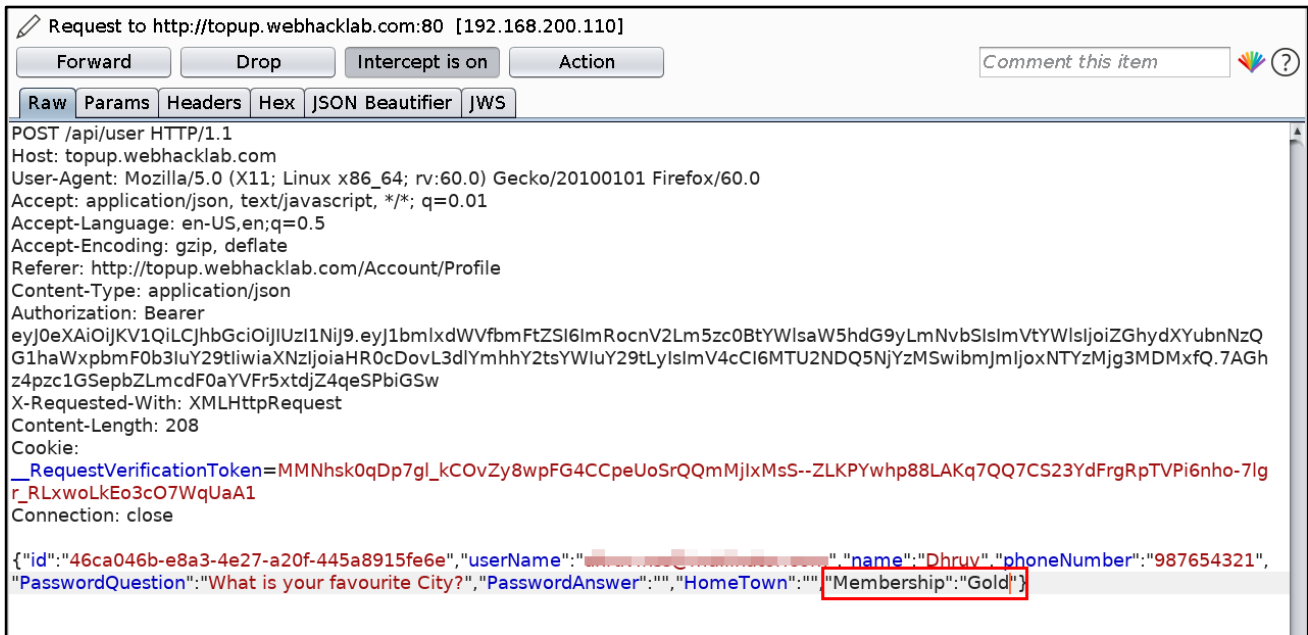 Request to http://topup.webhacklab.com:80 [192.168.200.110]
Forward Drop Intercept is on Action Comment this item ?
Raw Params Headers Hex JSON Beautifier JWS
POST /api/user HTTP/1.1
Host: topup.webhacklab.com
User-Agent: Mozilla/5.0 (X11; Linux x86_64; rv:60.0) Gecko/20100101 Firefox/60.0
Accept: application/json, text/javascript, */*; q=0.01
Accept-Language: en-US,en;q=0.5
Accept-Encoding: gzip, deflate
Referer: http://topup.webhacklab.com/Account/Profile
Content-Type: application/json
Authorization: Bearer
eyJ0eXAiOiJKV1QiLCJhbGciOiJIUzI1NiJ9.eyJ1bmlxdWVfbmFtZSI6ImRocnV2Lm5zc0BtYWlsaW5hdG9yLmNvbSIsImVtYWlsIjoiZGhydXYubnNzQ
G1haWxpbmF0b3IuY29tIiwiaXNzIjoiaHR0cDovL3dlYmhhY2tsYWIuY29tLyIsImV4cCI6MTU2NDQ5NjYzMSwibmJmIjoxNTYzMjg3MDMxfQ.7AGh
z4pzc1GSepbZLmcdF0aYVFr5xtdjZ4qeSPbiGSw
X-Requested-With: XMLHttpRequest
Content-Length: 208
Cookie:
__RequestVerificationToken=MMNhsk0qDp7gl_kCOvZy8wpFG4CCpeUoSrQQmMjIxMsS--ZLKPYwhp88LAKq7QQ7CS23YdFrgRpTVPi6nho-7lg
r_RLxwoLkEo3cO7WqUaA1
Connection: close
{"id":"46ca046b-e8a3-4e27-a20f-445a8915fe6e","userName":"","name":"Dhruv","phoneNumber":"987654321",
"PasswordQuestion":"What is your favourite City?","PasswordAnswer":"","HomeTown":"","Membership":"Gold"}